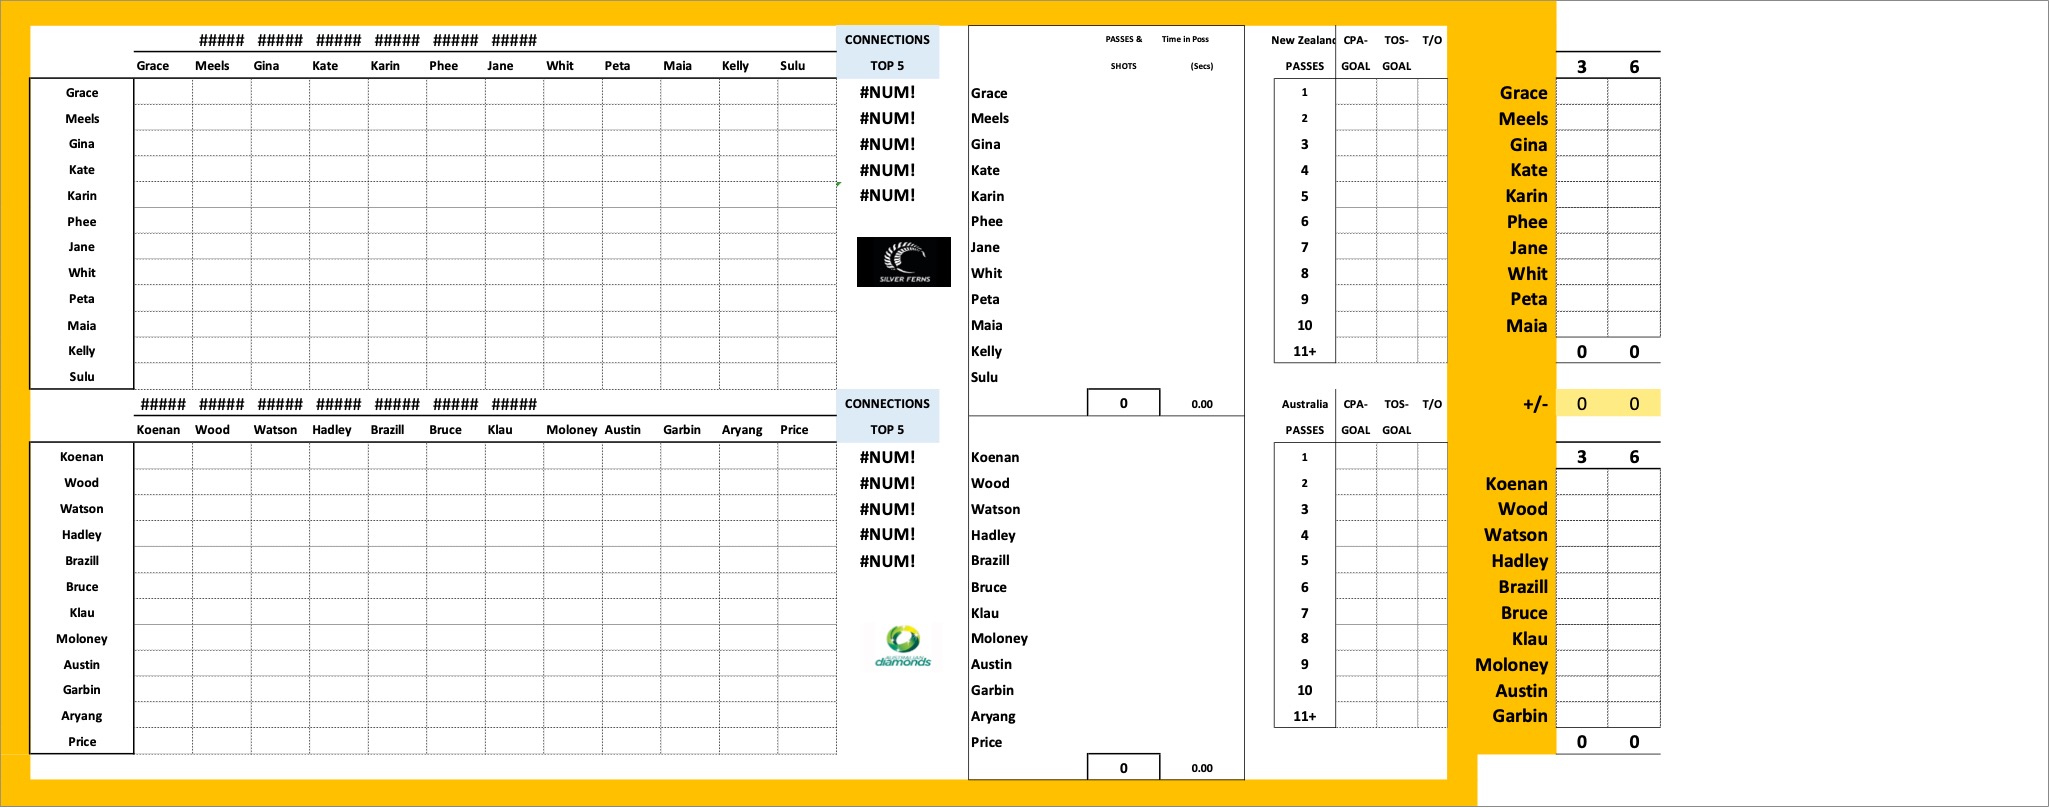 ##### ##### ##### ##### ##### ##### CONNECTIONS PASSES & Time in Poss New Zealand CPA- TOS- T/O
Grace Meels Gina Kate Karin Phee Jane Whit Peta Maia Kelly Sulu TOP 5 SHOTS (Secs) PASSES GOAL GOAL 3 6
Grace #NUM! Grace 1 Grace
Meels #NUM! Meels 2 Meels
Gina #NUM! Gina 3 Gina
Kate #NUM! Kate 4 Kate
Karin #NUM! Karin 5 Karin
Phee Phee 6 Phee
Jane Jane 7 Jane
Whit SILVER FERNS Whit 8 Whit
Peta Peta 9 Peta
Maia Maia 10 Maia
Kelly Kelly 11+ 0 0
Sulu Sulu
##### ##### ##### ##### ##### ##### ##### CONNECTIONS 0 0.00 Australia CPA- TOS- T/O +/- 0 0
Koenan Wood Watson Hadley Brazill Bruce Klau Moloney Austin Garbin Aryang Price TOP 5 PASSES GOAL GOAL
Koenan #NUM! Koenan 1 3 6
Wood #NUM! Wood 2 Koenan
Watson #NUM! Watson 3 Wood
Hadley #NUM! Hadley 4 Watson
Brazill #NUM! Brazill 5 Hadley
Bruce Bruce 6 Brazill
Klau Klau 7 Bruce
Moloney Moloney 8 Klau
Austin diamonds Austin 9 Moloney
Garbin Garbin 10 Austin
Aryang Aryang 11+ Garbin
Price Price 0 0
0 0.00